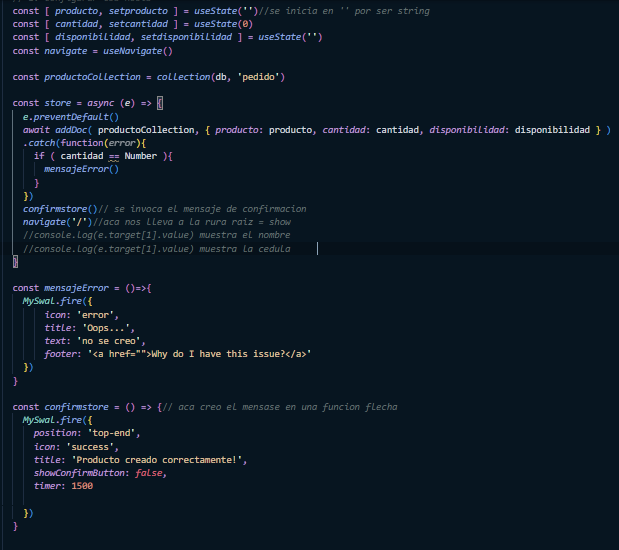 const [ producto, setproducto ] = useState('')//se inicia en '' por ser string
const [ cantidad, setcantidad ] = useState(0)
const [ disponibilidad, setdisponibilidad ] = useState('')
const navigate = useNavigate()
const productoCollection = collection(db, 'pedido')
const store = async (e) => {
e.preventDefault()
await addDoc( productoCollection, { producto: producto, cantidad: cantidad, disponibilidad: disponibilidad } )
.catch(function(error){
if ( cantidad == Number ){
mensajeError()
}
})
confirmstore()// se invoca el mensaje de confirmacion
navigate('/')//aca nos lleva a la rura raiz = show
//console.log(e.target[1].value) muestra el nombre
//console.log(e.target[1].value) muestra la cedula
}
const mensajeError = ()=>{
MySwal.fire({
icon: 'error',
title: 'Oops...',
text: 'no se creo',
footer: '<a href="">Why do I have this issue?</a>'
})
}
const confirmstore = () => {// aca creo el mensase en una funcion flecha
MySwal.fire({
position: 'top-end',
icon: 'success',
title: 'Producto creado correctamente!',
showConfirmButton: false,
timer: 1500
})
}